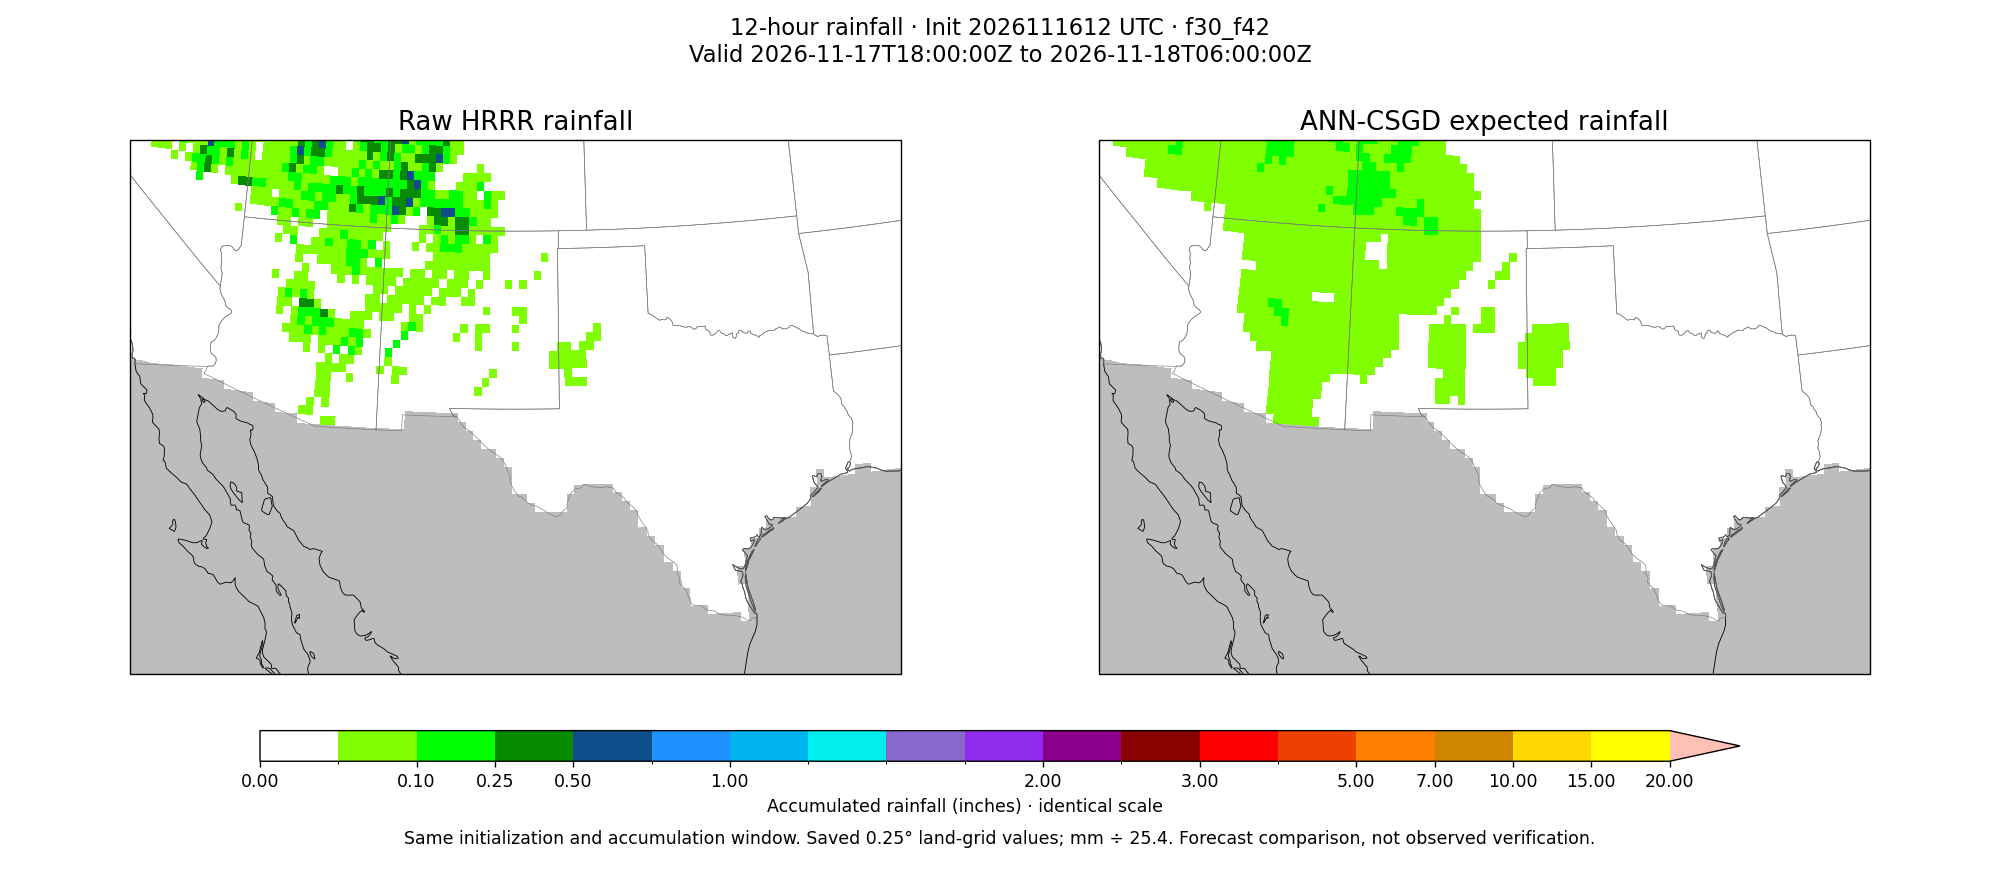 12-hour rainfall · Init 2026111612 UTC · f30_f42
Valid 2026-11-17T18:00:00Z to 2026-11-18T06:00:00Z
Raw HRRR rainfall
ANN-CSGD expected rainfall
0.00 0.10 0.25 0.50 1.00 2.00 3.00 5.00 7.00 10.00 15.00 20.00
Accumulated rainfall (inches) · identical scale
Same initialization and accumulation window. Saved 0.25° land-grid values; mm ÷ 25.4. Forecast comparison, not observed verification.